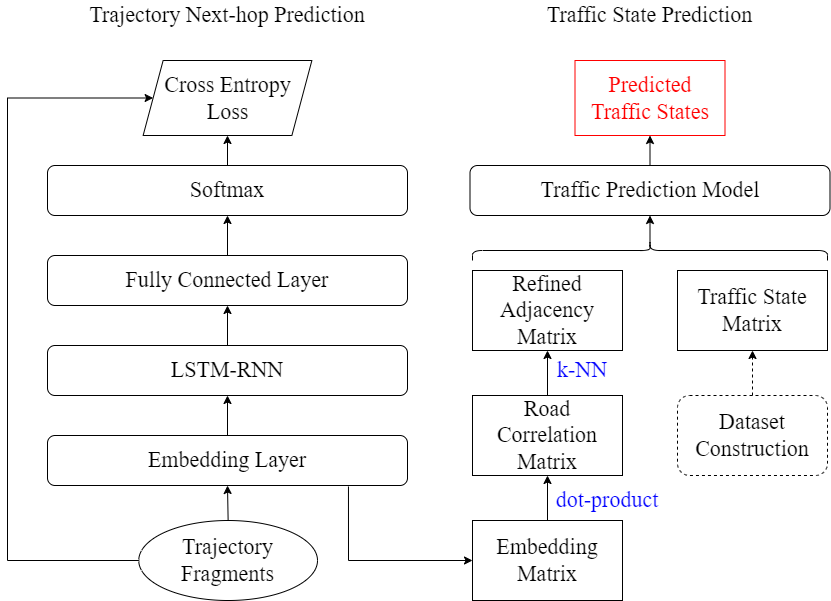 Trajectory Next-hop Prediction
Cross Entropy
Loss
Softmax
Fully Connected Layer
LSTM-RNN
Embedding Layer
Trajectory
Fragments
Traffic State Prediction
Predicted
Traffic States
Traffic Prediction Model
Refined
Adjacency
Matrix
Traffic State
Matrix
k-NN
Road
Correlation
Matrix
Dataset
Construction
dot-product
Embedding
Matrix